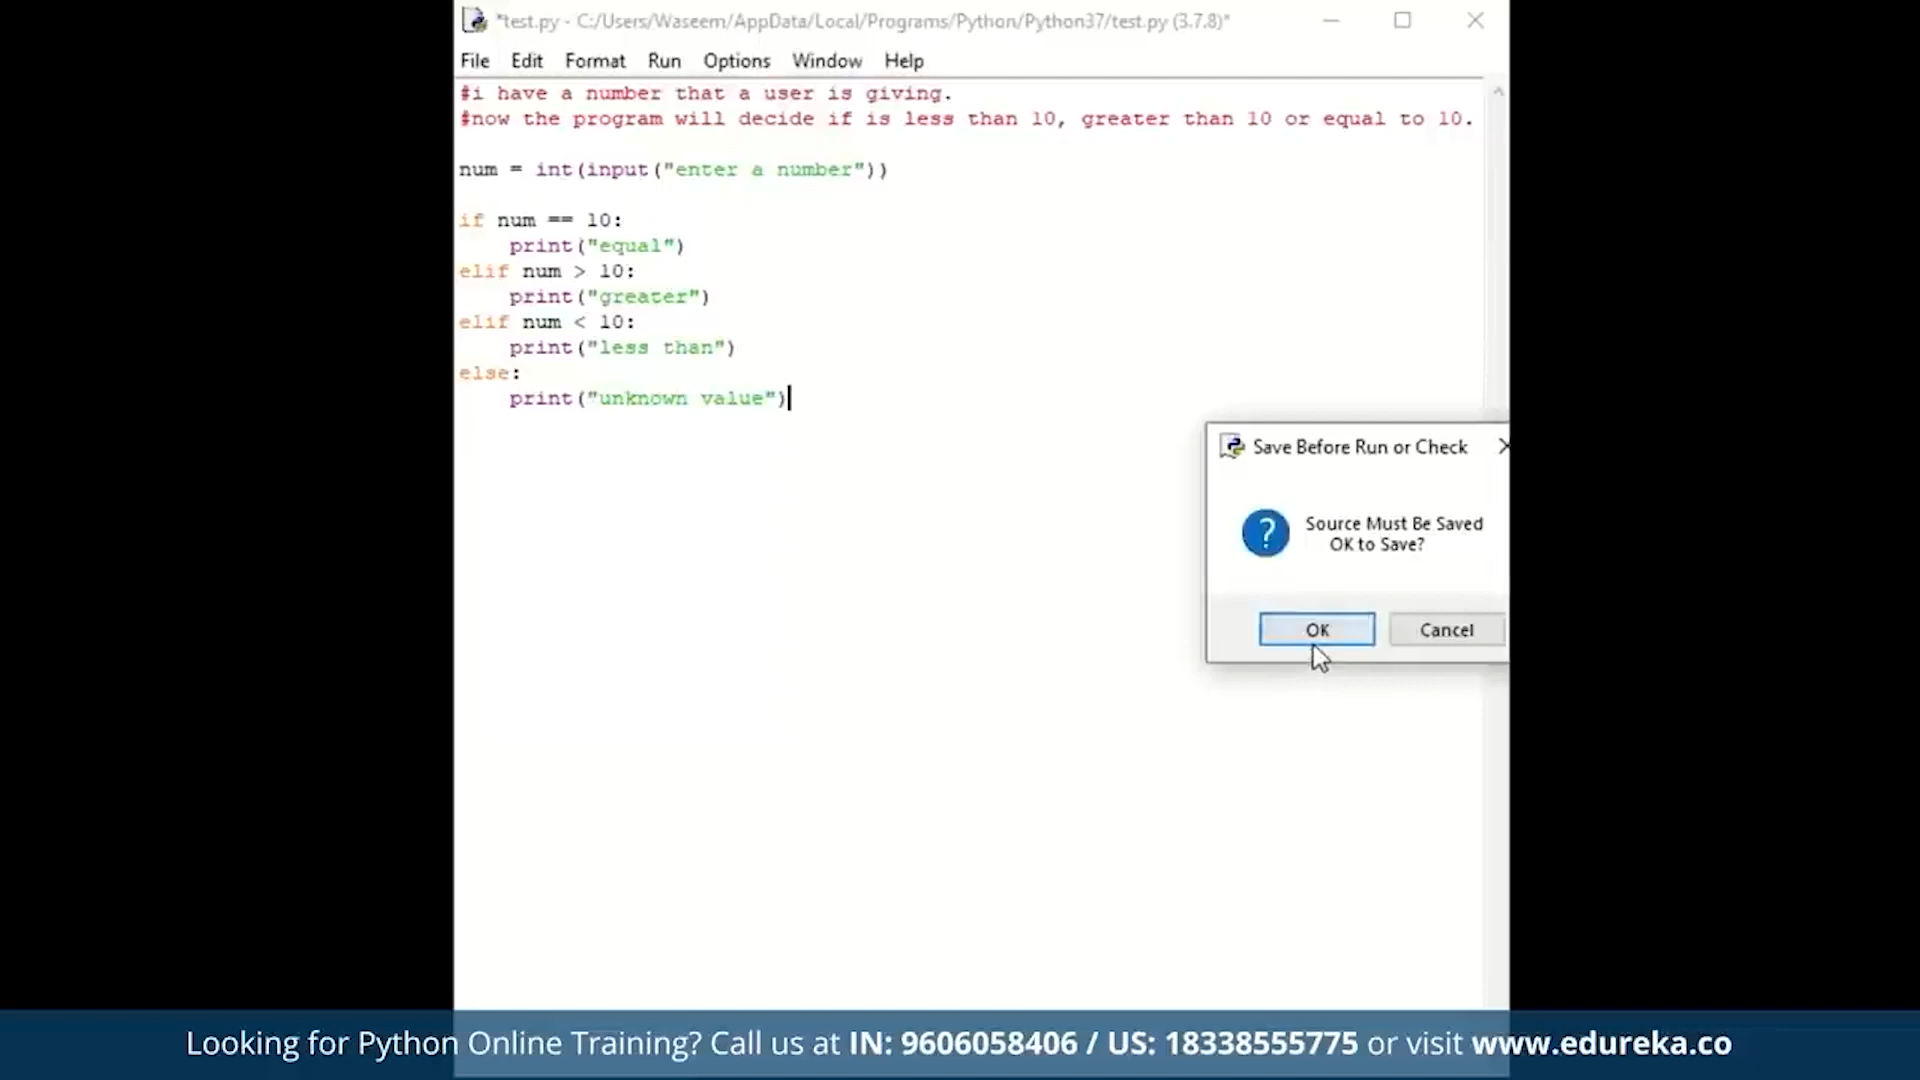 *test.py - C:/Users/Waseem/AppData/Local/Programs/Python/Python37/test.py (3.7.8)*
File Edit Format Run Options Window Help
#i have a number that a user is giving.
#now the program will decide if is less than 10, greater than 10 or equal to 10.
num = int(input("enter a number"))
if num == 10:
    print("equal")
elif num > 10:
    print("greater")
elif num < 10:
    print("less than")
else:
    print("unknown value")
Save Before Run or Check
Source Must Be Saved
OK to Save?
OK Cancel
Looking for Python Online Training? Call us at IN: 9606058406 / US: 18338555775 or visit www.edureka.co